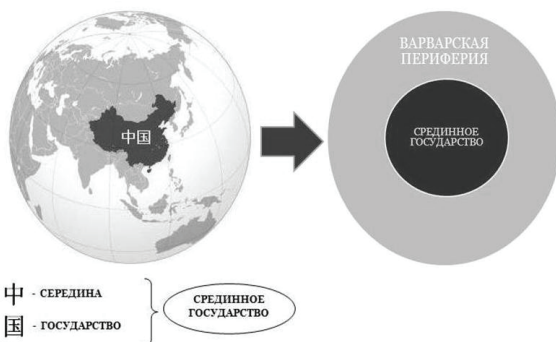 中国
ВАРВАРСКАЯ
ПЕРИФЕРИЯ
СРЕДИННОЕ
ГОСУДАРСТВО
中 - СЕРЕДИНА
国 - ГОСУДАРСТВО
СРЕДИННОЕ
ГОСУДАРСТВО